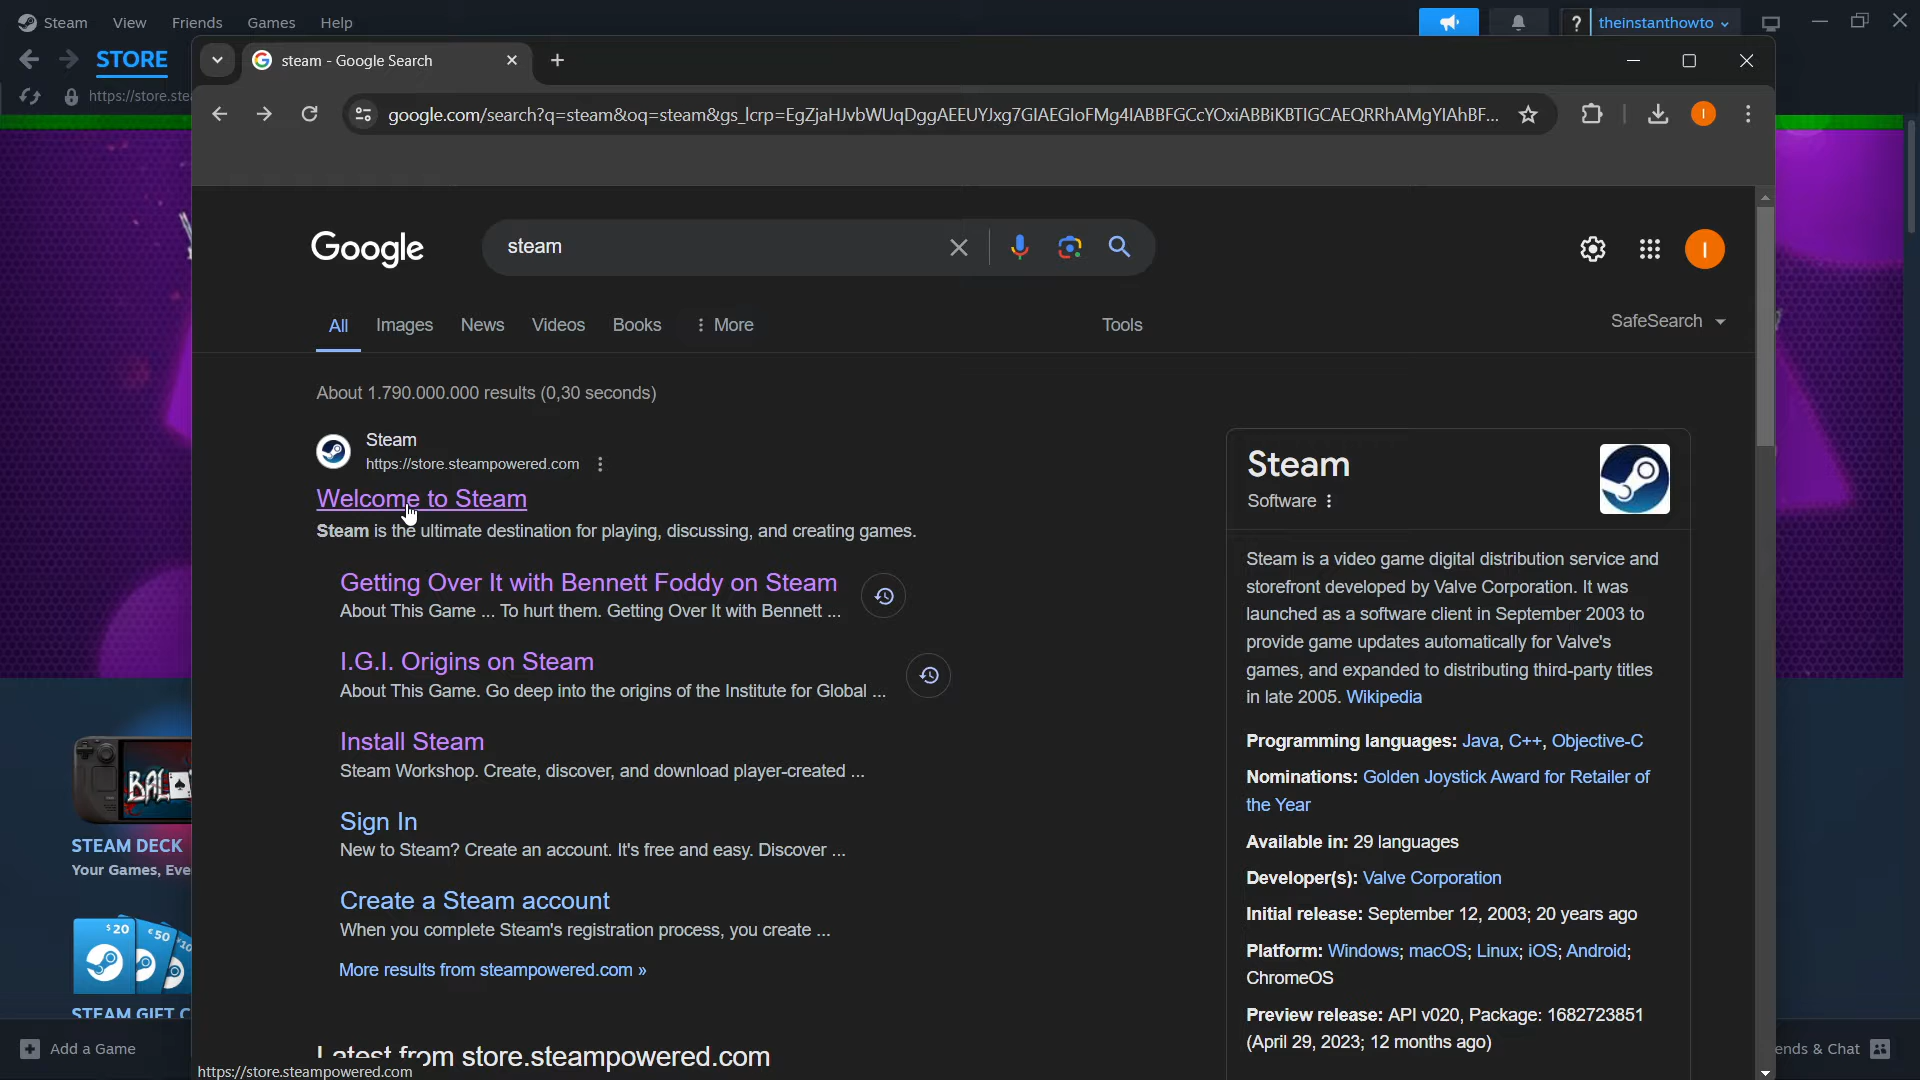 Steam View Friends Games Help
theinstanthowto
STORE
https://store.ste
steam - Google Search
google.com/search?q=steam&oq=steam&gs_lcrp=EgZjaHJvbWUqDggAEEUYJxg7GIAEGIoFMg4IABBFGCcYOxiABBiKBTIGCAEQRRhAMgYIAhBF...
Google
steam
All Images News Videos Books More Tools
SafeSearch
About 1.790.000.000 results (0,30 seconds)
Steam
https://store.steampowered.com
Welcome to Steam
Steam is the ultimate destination for playing, discussing, and creating games.
Getting Over It with Bennett Foddy on Steam
About This Game ... To hurt them. Getting Over It with Bennett ...
I.G.I. Origins on Steam
About This Game. Go deep into the origins of the Institute for Global ...
Install Steam
Steam Workshop. Create, discover, and download player-created ...
Sign In
New to Steam? Create an account. It's free and easy. Discover ...
Create a Steam account
When you complete Steam's registration process, you create ...
More results from steampowered.com »
Latest from store.steampowered.com
https://store.steampowered.com
Steam
Software
Steam is a video game digital distribution service and
storefront developed by Valve Corporation. It was
launched as a software client in September 2003 to
provide game updates automatically for Valve's
games, and expanded to distributing third-party titles
in late 2005. Wikipedia
Programming languages: Java, C++, Objective-C
Nominations: Golden Joystick Award for Retailer of
the Year
Available in: 29 languages
Developer(s): Valve Corporation
Initial release: September 12, 2003; 20 years ago
Platform: Windows; macOS; Linux; iOS; Android;
ChromeOS
Preview release: API v020, Package: 1682723851
(April 29, 2023; 12 months ago)
BAL
STEAM DECK
Your Games, Eve
$20 €50
STEAM GIFT C
Add a Game
ends & Chat